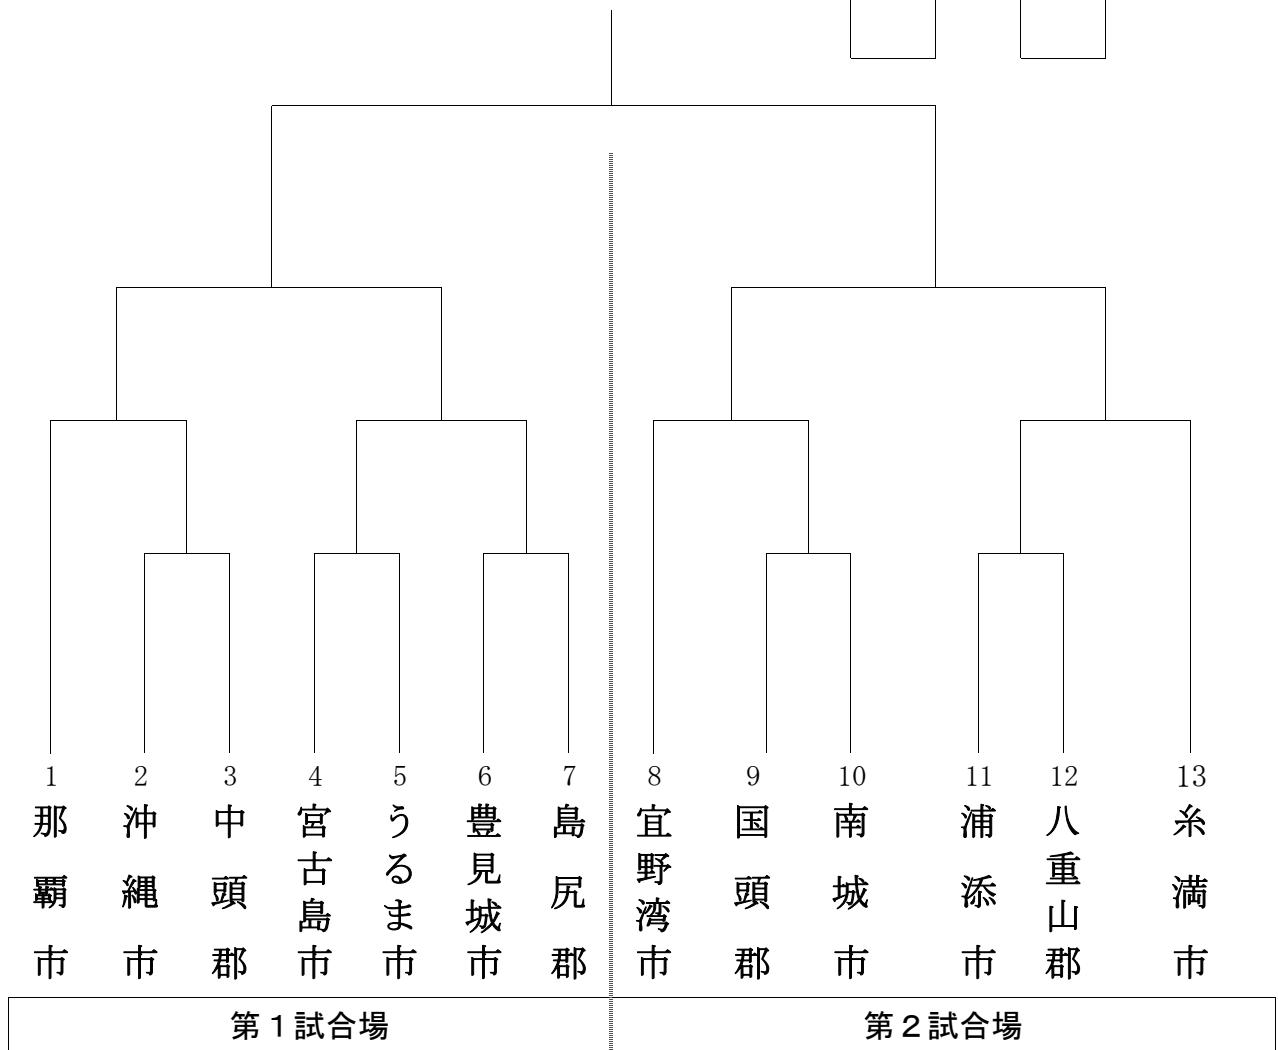 1
那覇市
2
沖縄市
3
中頭郡
4
宮古島市
5
うるま市
6
豊見城市
7
島尻郡
8
宜野湾市
9
国頭郡
10
南城市
11
浦添市
12
八重山郡
13
糸満市
第１試合場
第２試合場